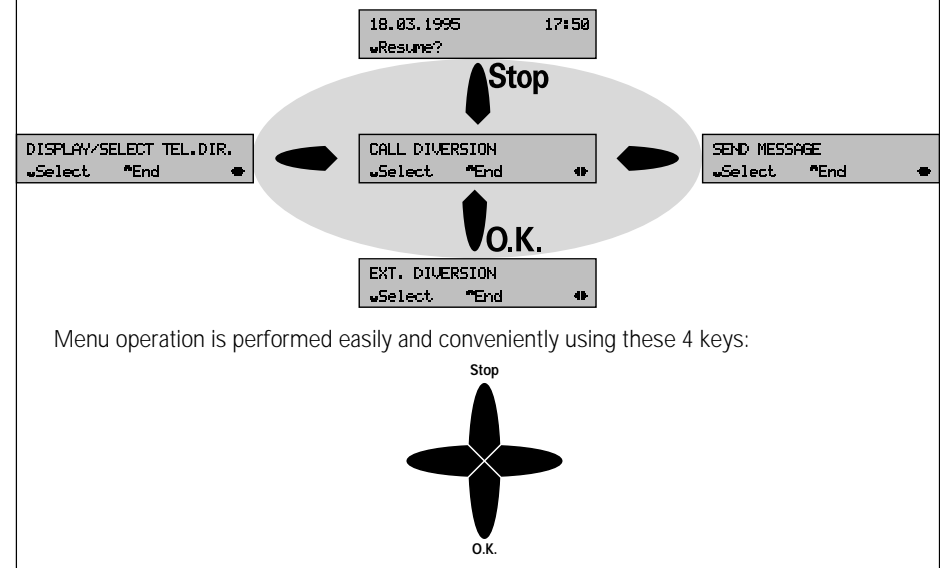 18.03.1995 17:50
Resume?
Stop
DISPLAY/SELECT TEL.DIR.
Select End
CALL DIVERSION
Select End
SEND MESSAGE
Select End
O.K.
EXT. DIVERSION
Select End
Menu operation is performed easily and conveniently using these 4 keys:
Stop
O.K.